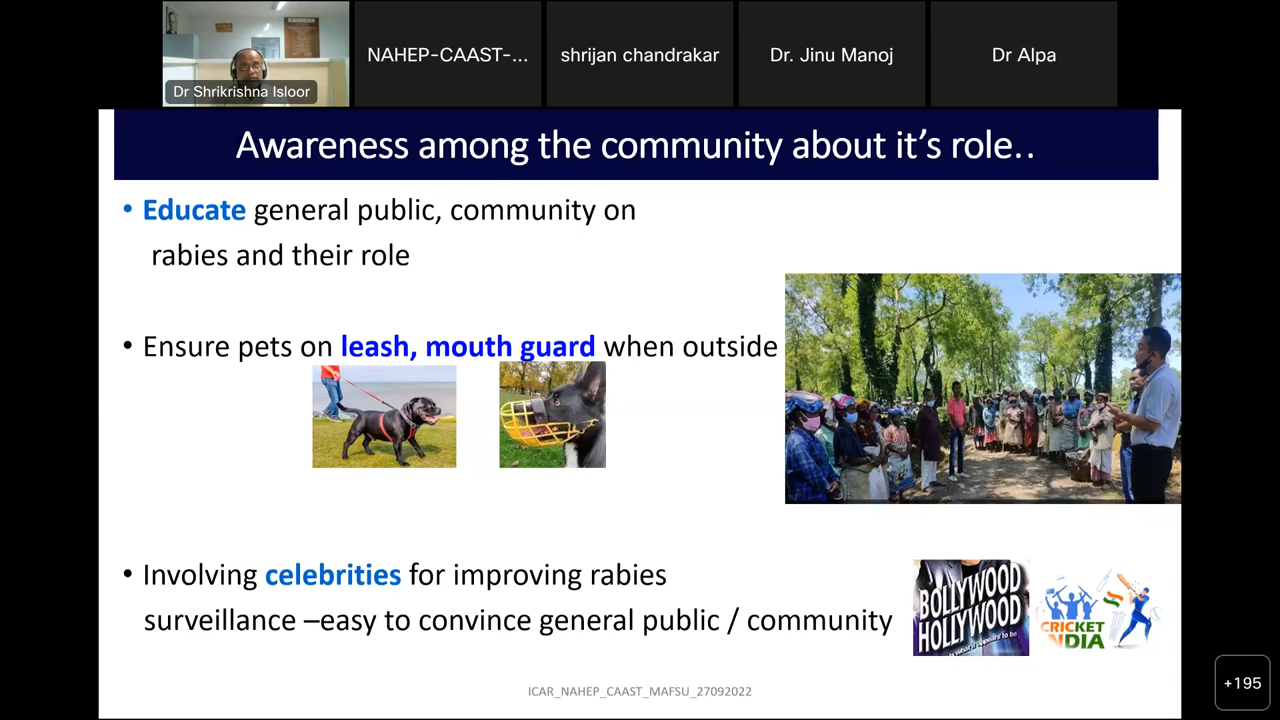 Dr Shrikrishna Isloor
NAHEP-CAAST-...
shrijan chandrakar
Dr. Jinu Manoj
Dr Alpa
Awareness among the community about it's role..
• Educate general public, community on
rabies and their role
• Ensure pets on leash, mouth guard when outside
• Involving celebrities for improving rabies
surveillance –easy to convince general public / community
BOLLYWOOD
HOLLYWOOD
CRICKET
NDIA
ICAR_NAHEP_CAAST_MAFSU_27092022
+195